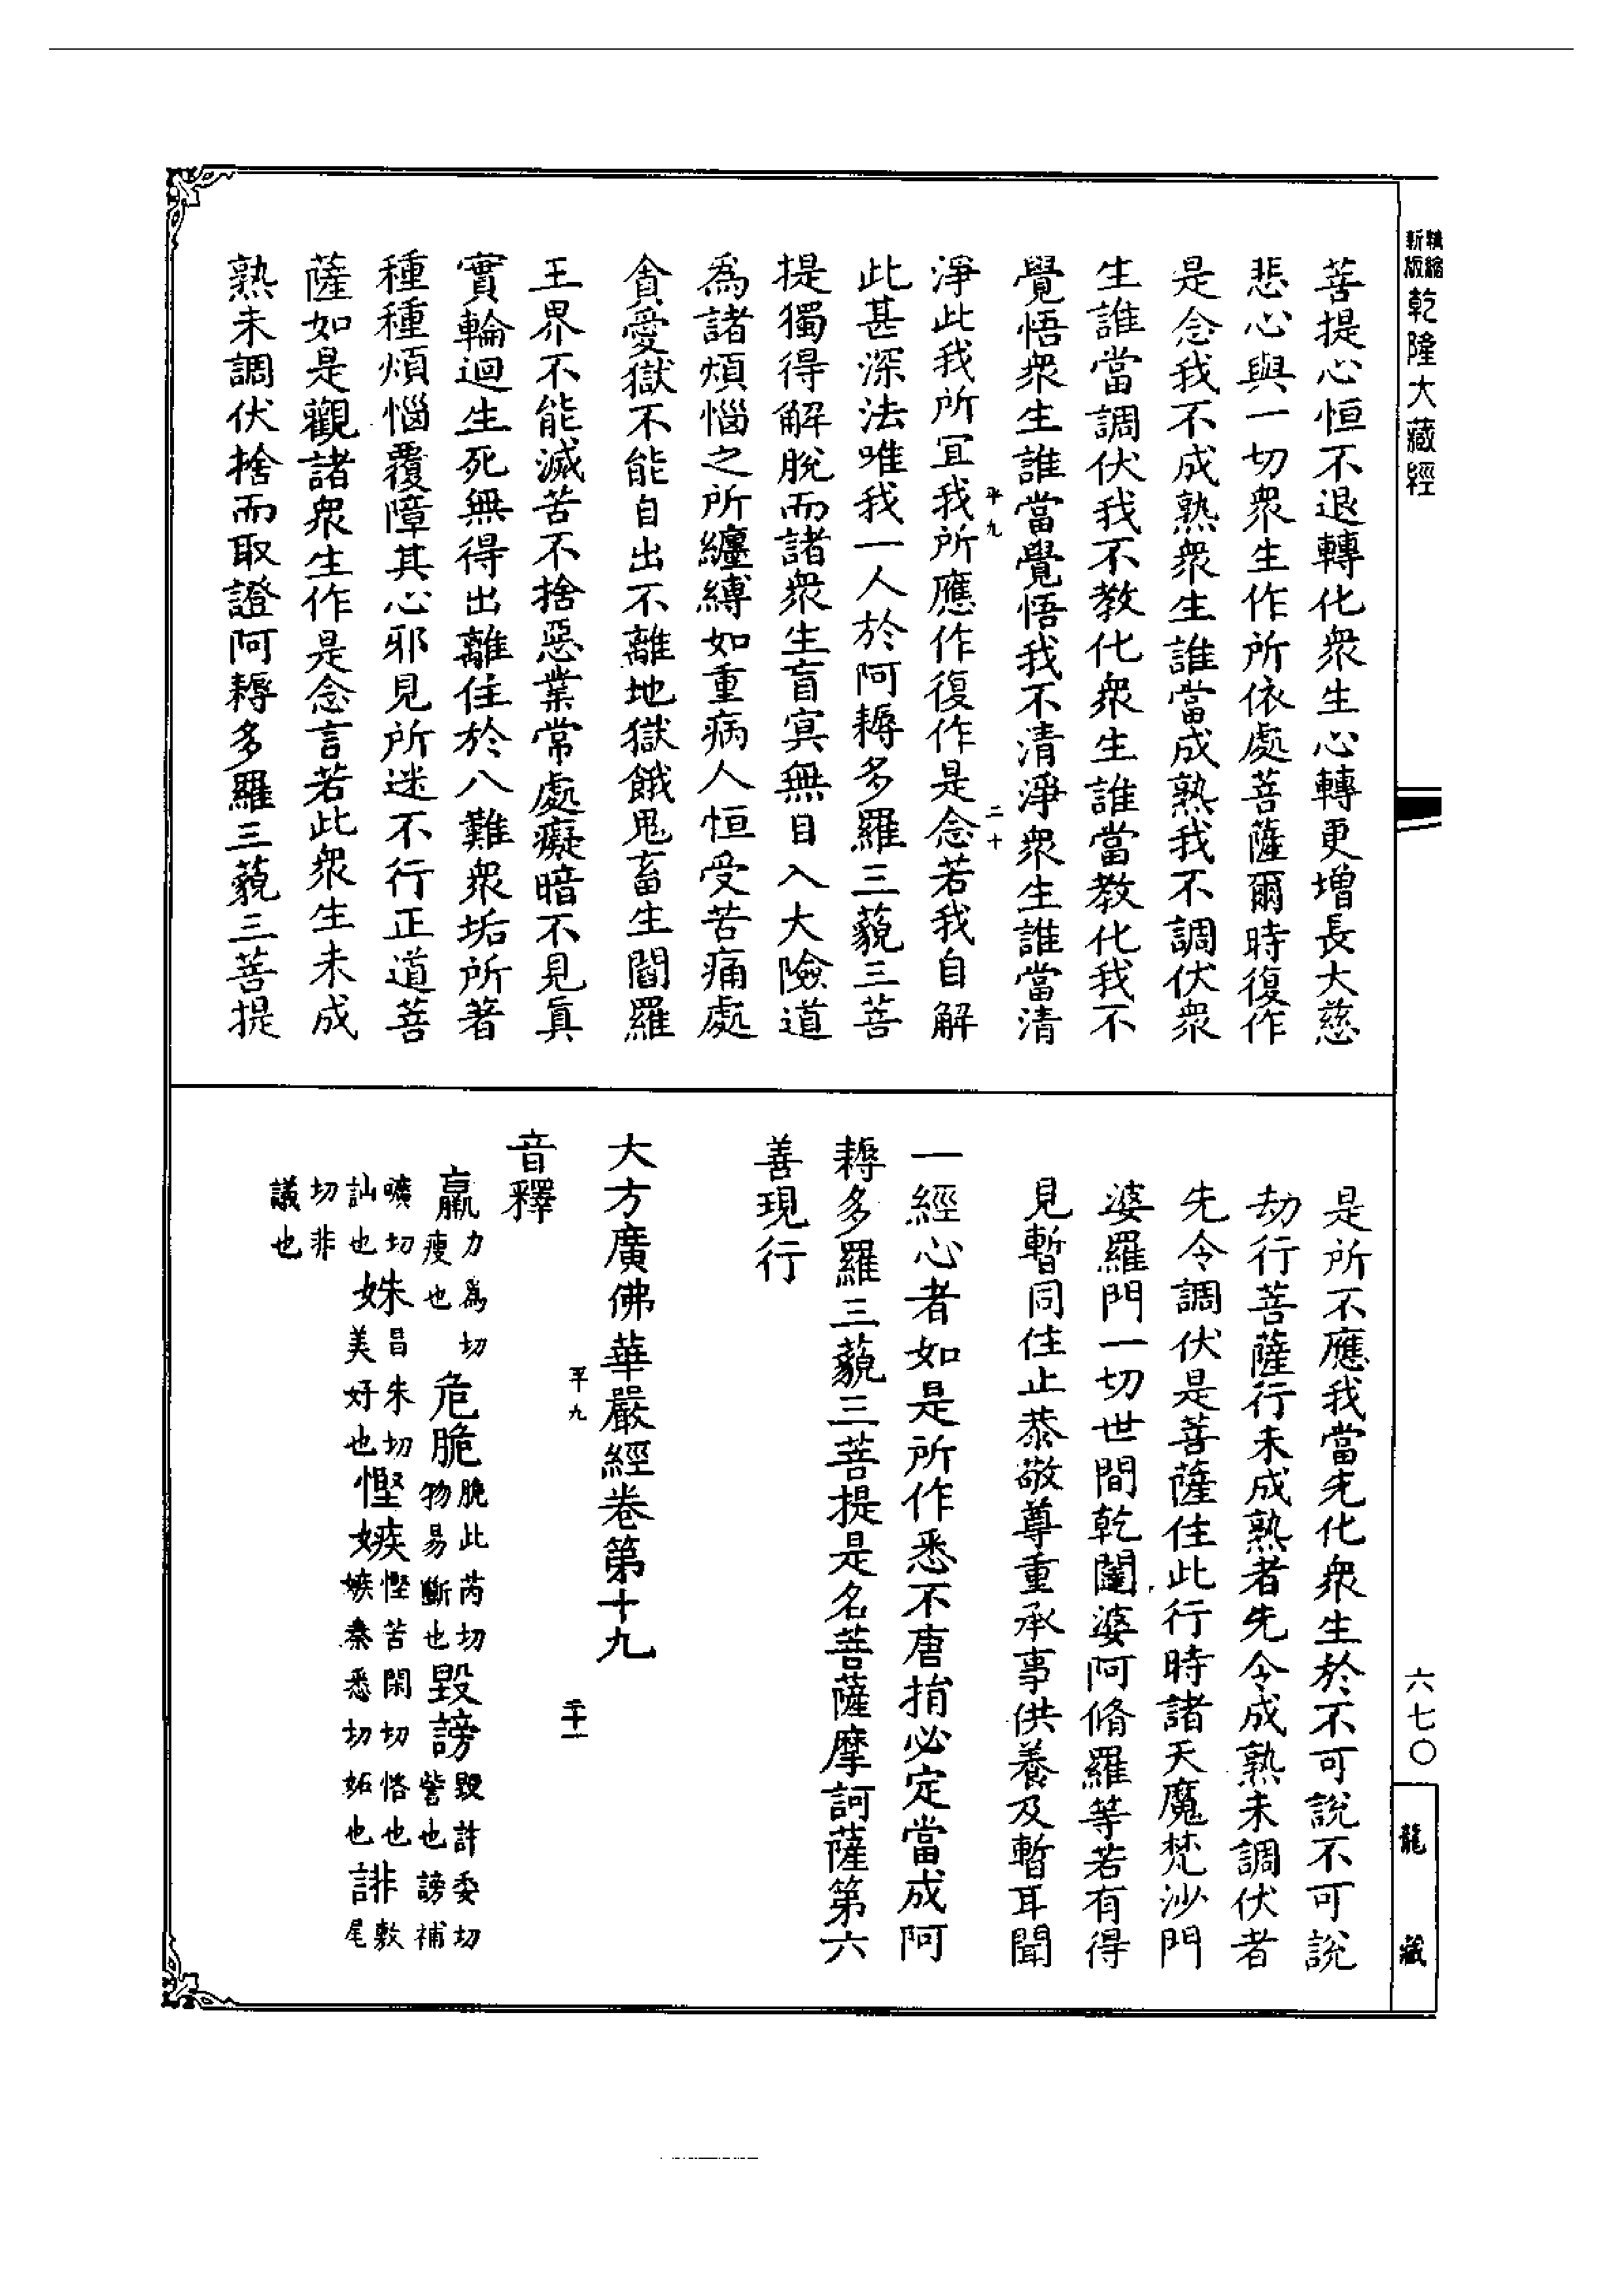 精縮新版乾隆大藏經
菩提心恒不退轉化衆生心轉更增長大慈
悲心與一切衆生作所依處菩薩爾時復作
是念我不成熟衆生誰當成熟我不調伏衆
生誰當調伏我不教化衆生誰當教化我不
覺悟衆生誰當覺悟我不清淨衆生誰當清
平九 二十
淨此我所宜我所應作復作是念若我自解
此甚深法唯我一人於阿耨多羅三藐三菩
提獨得解脫而諸衆生盲冥無目入大險道
爲諸煩惱之所纏縛如重病人恒受苦痛處
貪愛獄不能自出不離地獄餓鬼畜生閻羅
王界不能滅苦不捨惡業常處癡暗不見眞
實輪迴生死無得出離住於八難衆垢所著
種種煩惱覆障其心邪見所迷不行正道菩
薩如是觀諸衆生作是念言若此衆生未成
熟未調伏捨而取證阿耨多羅三藐三菩提
是所不應我當先化衆生於不可說不可說
劫行菩薩行未成熟者先令成熟未調伏者
先令調伏是菩薩住此行時諸天魔梵沙門
婆羅門一切世間乾闥婆阿脩羅等若有得
見暫同住止恭敬尊重承事供養及暫耳聞
一經心者如是所作悉不唐捐必定當成阿
耨多羅三藐三菩提是名菩薩摩訶薩第六
善現行
大方廣佛華嚴經卷第十九
平九 二十一
音釋
羸力爲切瘦也 危脆脆此芮切物易斷也 毀謗毀許委切訾也謗補
曠切訕也 姝昌朱切美好也 慳嫉慳苦閑切悋也嫉秦悉切妬也 誹敷尾
切非議也
六七〇
龍藏